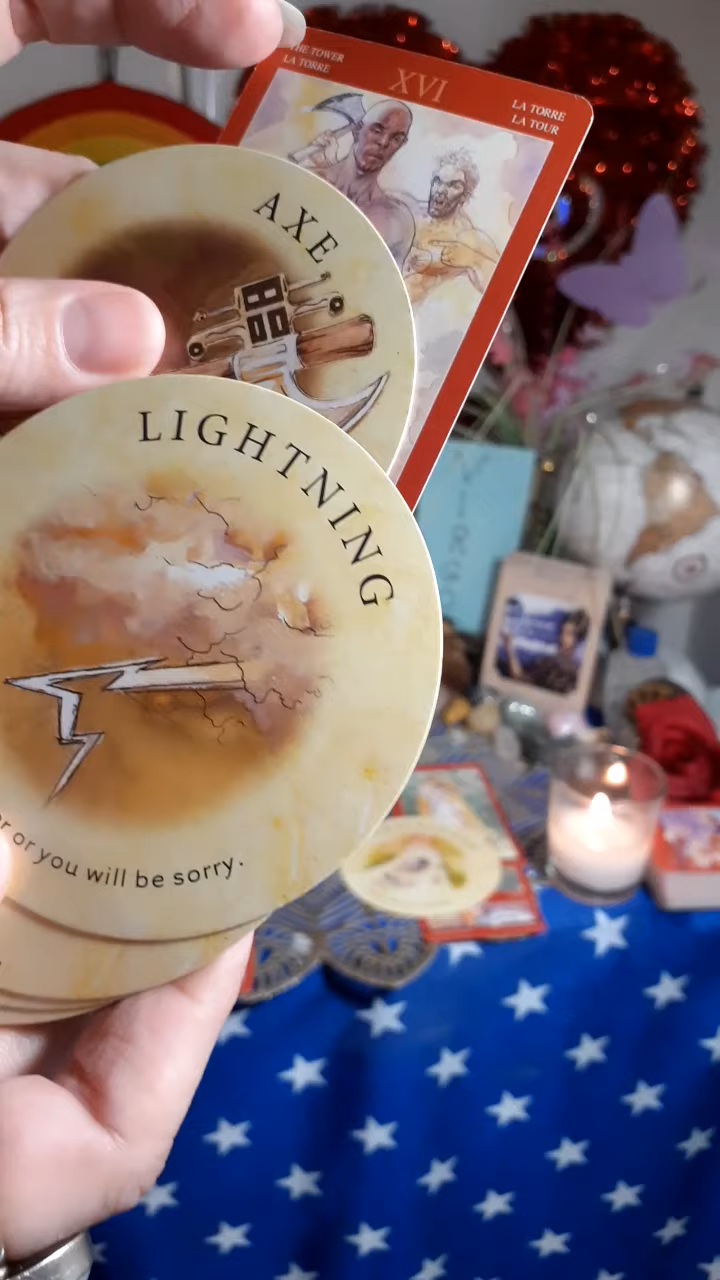 THE TOWER
LA TORRE
XVI
LA TORRE
LA TOUR
AXE
LIGHTNING
or you will be sorry.